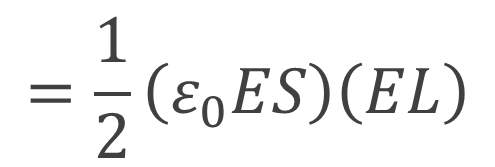 = 1/2 (ε₀ES)(EL)